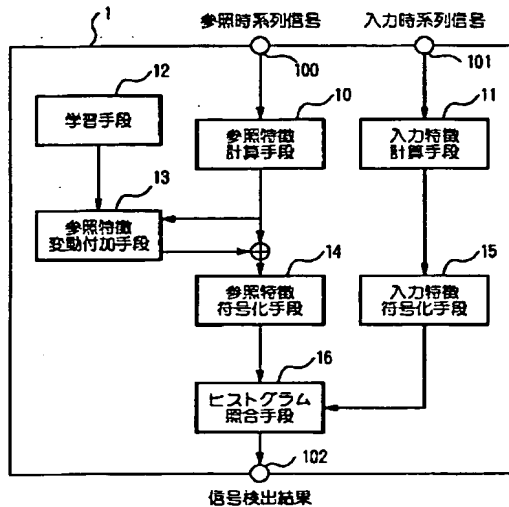 1
参照時系列信号
入力時系列信号
100
101
12
学習手段
10
参照特徴
計算手段
11
入力特徴
計算手段
13
参照特徴
変動付加手段
14
参照特徴
符号化手段
15
入力特徴
符号化手段
16
ヒストグラム
照合手段
102
信号検出結果